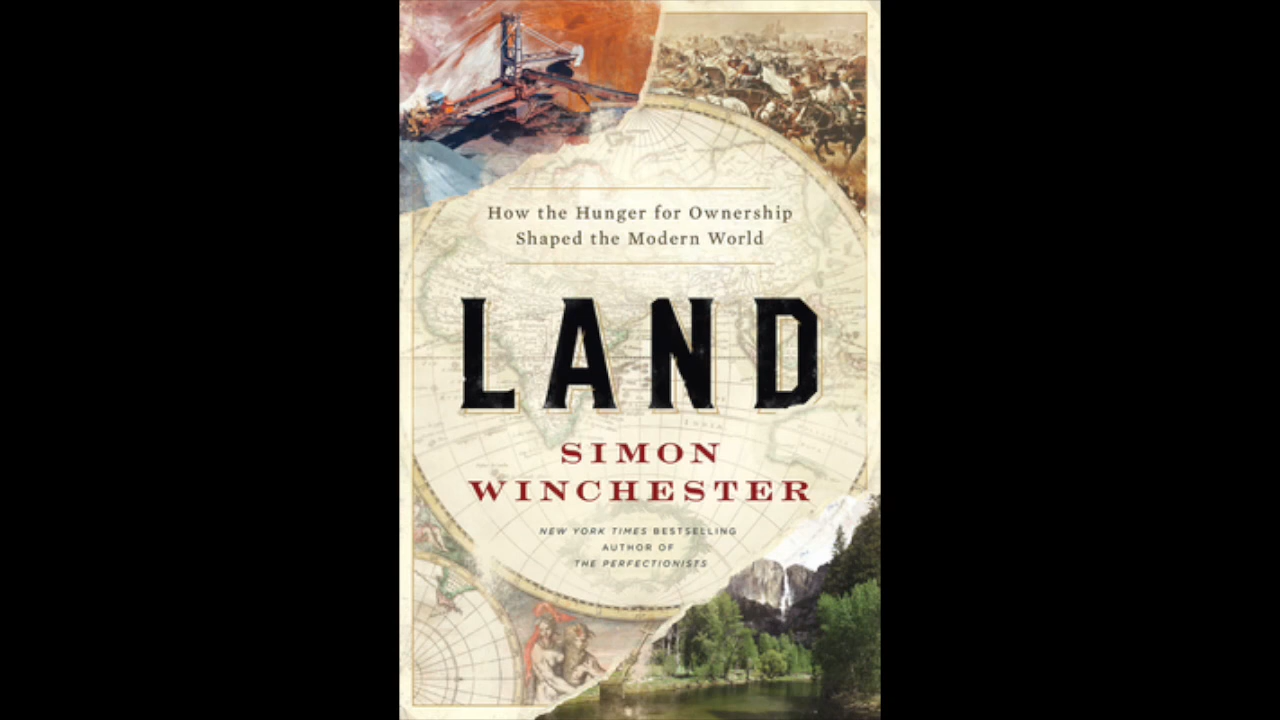 How the Hunger for Ownership
Shaped the Modern World
LAND
SIMON
WINCHESTER
NEW YORK TIMES BESTSELLING
AUTHOR OF
THE PERFECTIONISTS